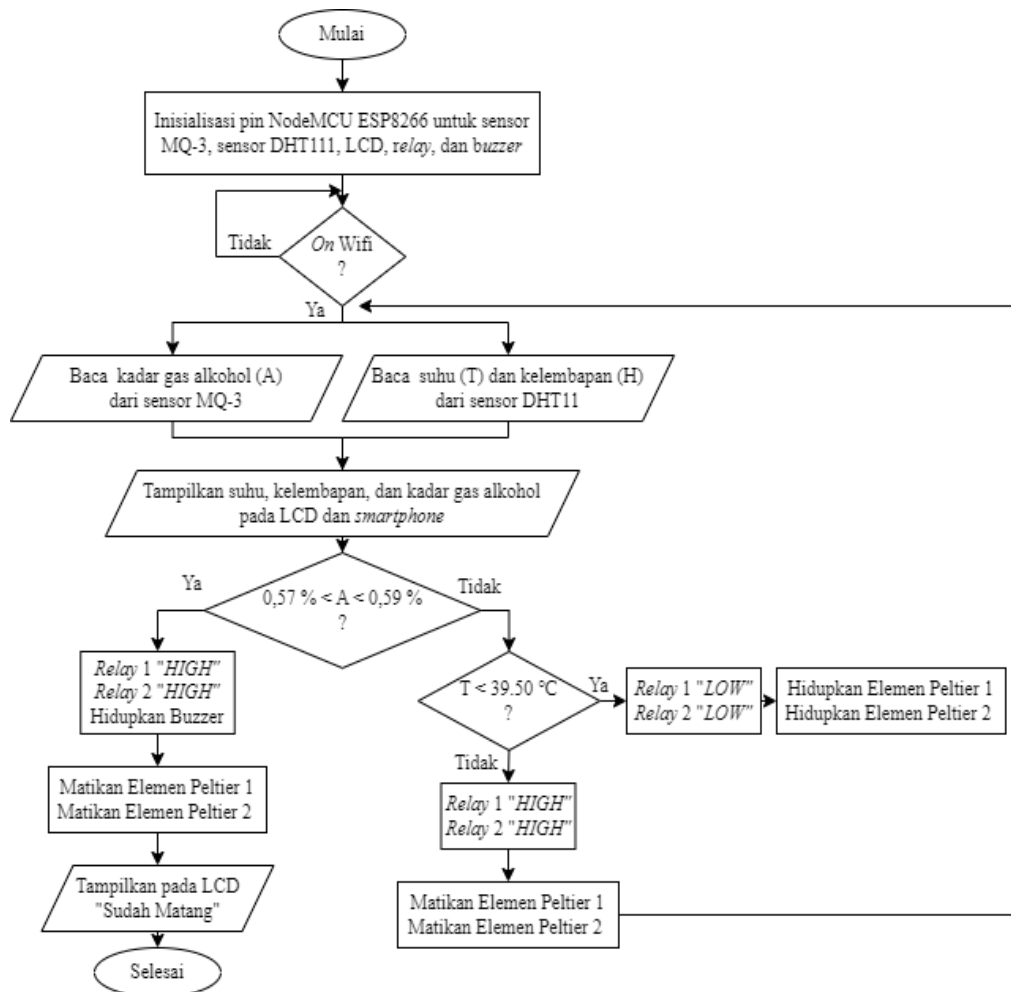 Mulai
Inisialisasi pin NodeMCU ESP8266 untuk sensor
MQ-3, sensor DHT111, LCD, relay, dan buzzer
Tidak
On Wifi
?
Ya
Baca kadar gas alkohol (A)
dari sensor MQ-3
Baca suhu (T) dan kelembapan (H)
dari sensor DHT11
Tampilkan suhu, kelembapan, dan kadar gas alkohol
pada LCD dan smartphone
Ya
Tidak
0,57 % < A < 0,59 %
?
Relay 1 "HIGH"
Relay 2 "HIGH"
Hidupkan Buzzer
T < 39.50 °C
?
Ya
Relay 1 "LOW"
Relay 2 "LOW"
Hidupkan Elemen Peltier 1
Hidupkan Elemen Peltier 2
Tidak
Matikan Elemen Peltier 1
Matikan Elemen Peltier 2
Relay 1 "HIGH"
Relay 2 "HIGH"
Tampilkan pada LCD
"Sudah Matang"
Matikan Elemen Peltier 1
Matikan Elemen Peltier 2
Selesai